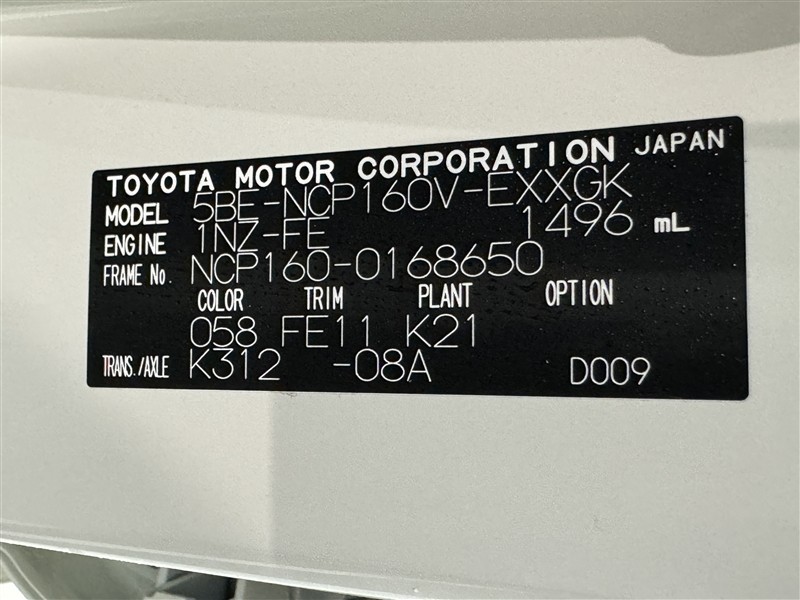 TOYOTA MOTOR CORPORATION JAPAN
MODEL 5BE-NCP160V-EXXGK
ENGINE 1NZ-FE 1496 mL
FRAME No. NCP160-0168650
COLOR TRIM PLANT OPTION
058 FE11 K21
TRANS./AXLE K312 -08A D009